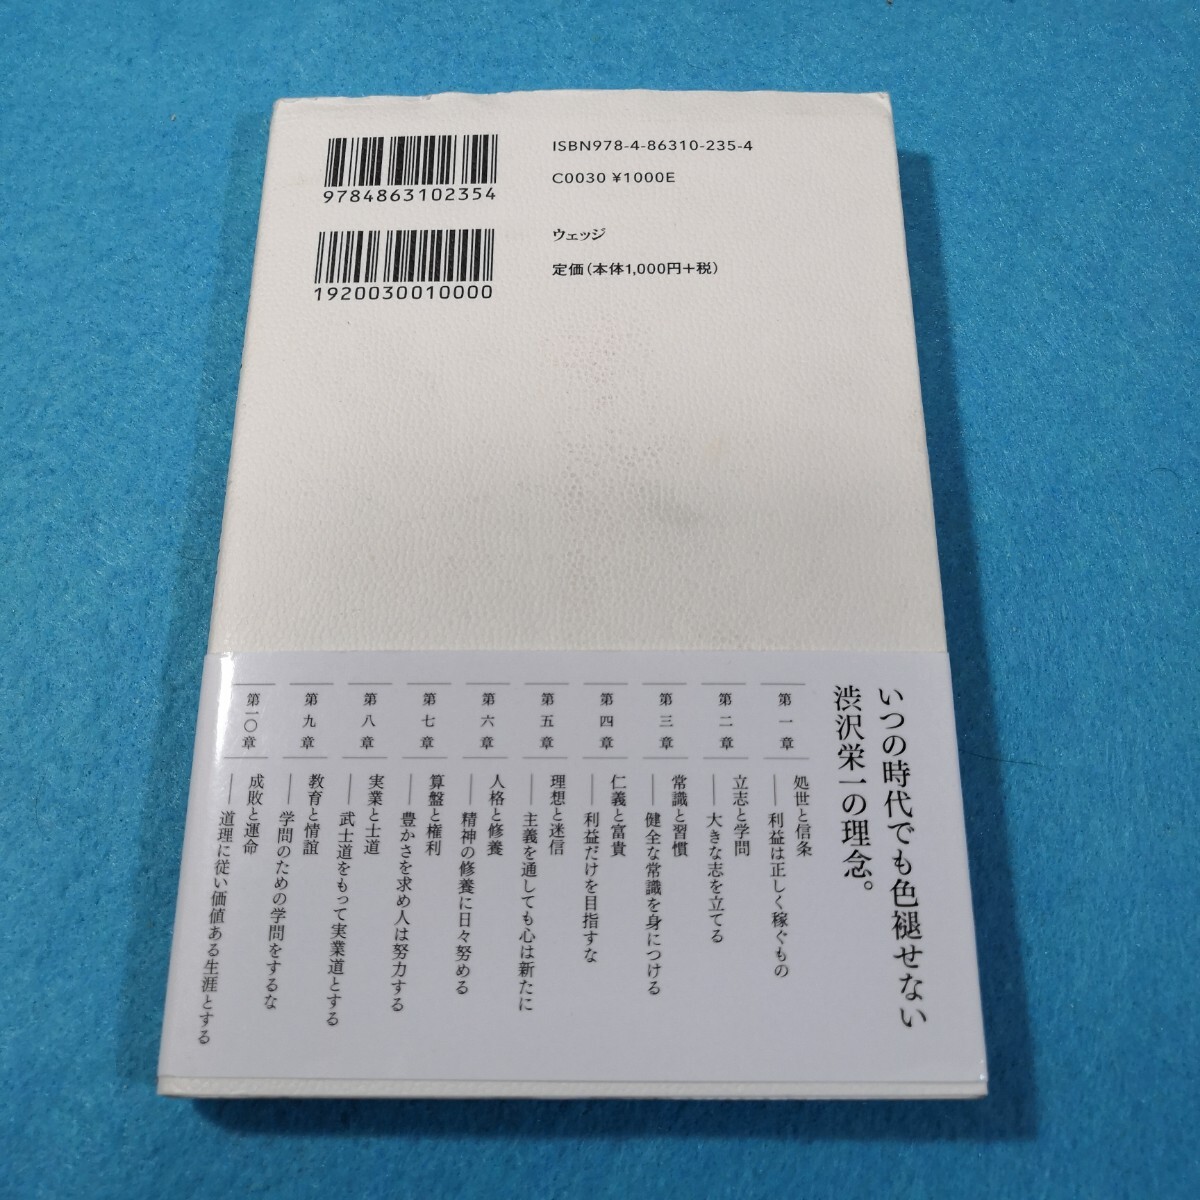 9784863102354
ISBN978-4-86310-235-4
C0030 ¥1000E
1920030010000
ウェッジ
定価(本体1,000円+税)
いつの時代でも色褪せない
渋沢栄一の理念。
第一章
処世と信条
――利益は正しく稼ぐもの
第二章
立志と学問
――大きな志を立てる
第三章
常識と習慣
――健全な常識を身につける
第四章
仁義と富貴
――利益だけを目指すな
第五章
理想と迷信
――主義を通しても心は新たに
第六章
人格と修養
――精神の修養に日々努める
第七章
算盤と権利
――豊かさを求め人は努力する
第八章
実業と士道
――武士道をもって実業道とする
第九章
教育と情誼
――学問のための学問をするな
第一〇章
成敗と運命
――道理に従い価値ある生涯とする